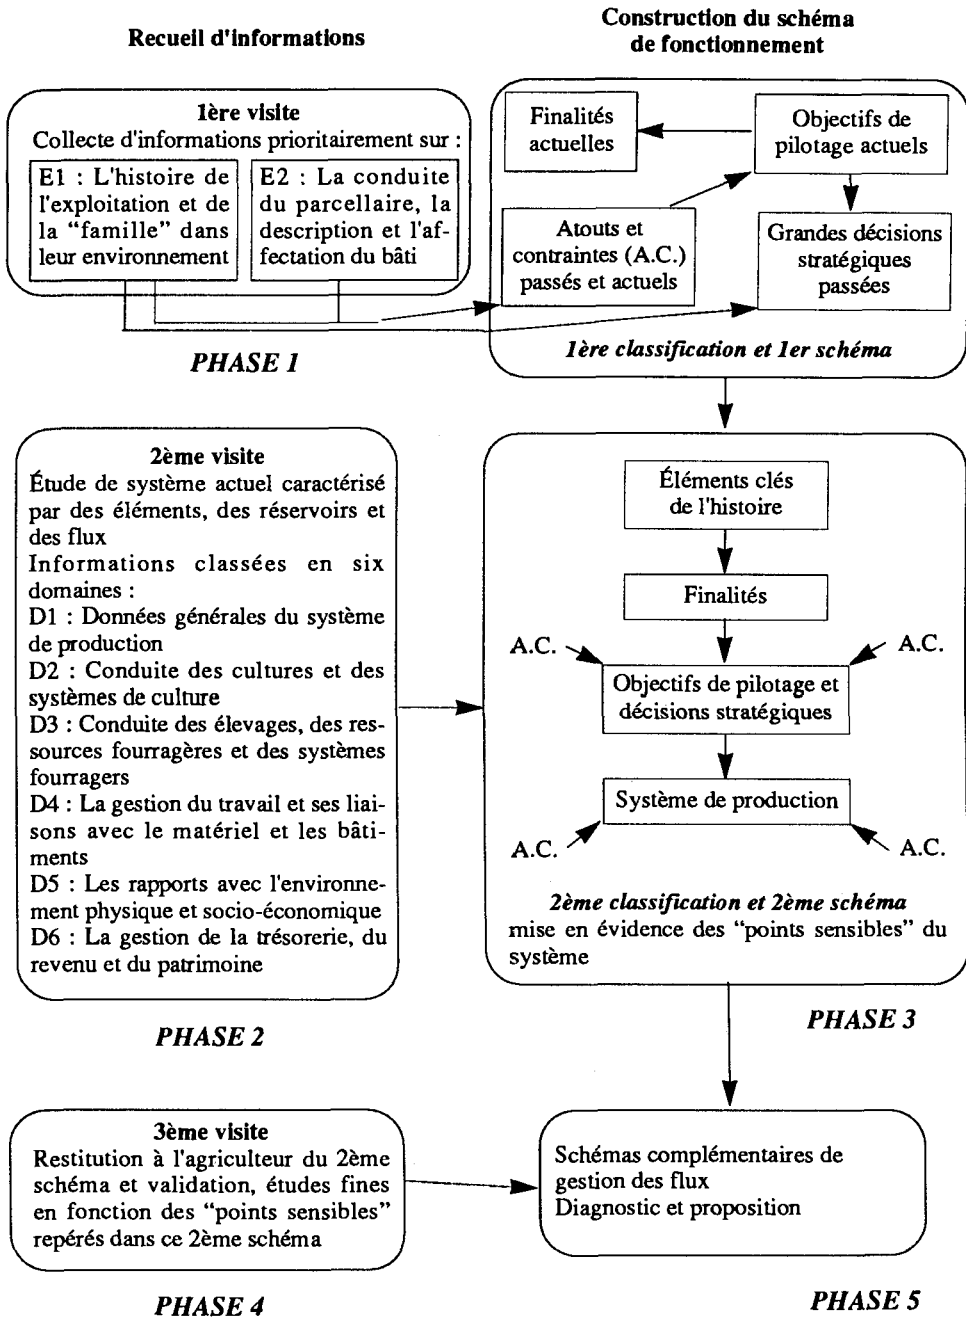 Recueil d'informations
Construction du schéma
de fonctionnement
1ère visite
Collecte d'informations prioritairement sur :
E1 : L'histoire de
l'exploitation et de
la “famille” dans
leur environnement
E2 : La conduite
du parcellaire, la
description et l'af-
fectation du bâti
PHASE 1
Finalités
actuelles
Objectifs de
pilotage actuels
Atouts et
contraintes (A.C.)
passés et actuels
Grandes décisions
stratégiques
passées
1ère classification et 1er schéma
2ème visite
Étude de système actuel caractérisé
par des éléments, des réservoirs et
des flux
Informations classées en six
domaines :
D1 : Données générales du système
de production
D2 : Conduite des cultures et des
systèmes de culture
D3 : Conduite des élevages, des res-
sources fourragères et des systèmes
fourragers
D4 : La gestion du travail et ses liai-
sons avec le matériel et les bâti-
ments
D5 : Les rapports avec l'environne-
ment physique et socio-économique
D6 : La gestion de la trésorerie, du
revenu et du patrimoine
PHASE 2
Éléments clés
de l'histoire
Finalités
A.C.
A.C.
Objectifs de pilotage et
décisions stratégiques
Système de production
A.C.
A.C.
2ème classification et 2ème schéma
mise en évidence des “points sensibles” du
système
PHASE 3
3ème visite
Restitution à l'agriculteur du 2ème
schéma et validation, études fines
en fonction des “points sensibles”
repérés dans ce 2ème schéma
PHASE 4
Schémas complémentaires de
gestion des flux
Diagnostic et proposition
PHASE 5